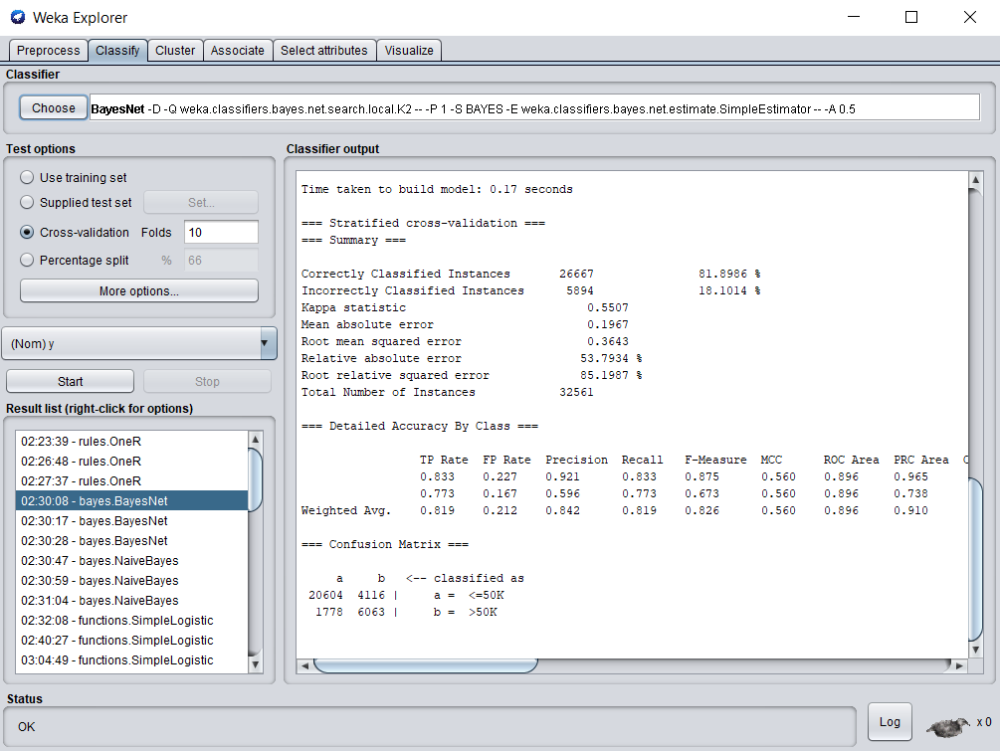 Weka Explorer
Preprocess Classify Cluster Associate Select attributes Visualize
Classifier
Choose BayesNet -D -Q weka.classifiers.bayes.net.search.local.K2 -- -P 1 -S BAYES -E weka.classifiers.bayes.net.estimate.SimpleEstimator -- -A 0.5
Test options
Use training set
Supplied test set Set...
Cross-validation Folds 10
Percentage split % 66
More options...
(Nom) y
Start Stop
Result list (right-click for options)
02:23:39 - rules.OneR
02:26:48 - rules.OneR
02:27:37 - rules.OneR
02:30:08 - bayes.BayesNet
02:30:17 - bayes.BayesNet
02:30:28 - bayes.BayesNet
02:30:47 - bayes.NaiveBayes
02:30:59 - bayes.NaiveBayes
02:31:04 - bayes.NaiveBayes
02:32:08 - functions.SimpleLogistic
02:40:27 - functions.SimpleLogistic
03:04:49 - functions.SimpleLogistic
Classifier output
Time taken to build model: 0.17 seconds
=== Stratified cross-validation ===
=== Summary ===
Correctly Classified Instances 26667 81.8986 %
Incorrectly Classified Instances 5894 18.1014 %
Kappa statistic 0.5507
Mean absolute error 0.1967
Root mean squared error 0.3643
Relative absolute error 53.7934 %
Root relative squared error 85.1987 %
Total Number of Instances 32561
=== Detailed Accuracy By Class ===
TP Rate FP Rate Precision Recall F-Measure MCC ROC Area PRC Area C
0.833 0.227 0.921 0.833 0.875 0.560 0.896 0.965
0.773 0.167 0.596 0.773 0.673 0.560 0.896 0.738
Weighted Avg. 0.819 0.212 0.842 0.819 0.826 0.560 0.896 0.910
=== Confusion Matrix ===
a b <-- classified as
20604 4116 | a = <=50K
1778 6063 | b = >50K
Status
OK
Log x 0